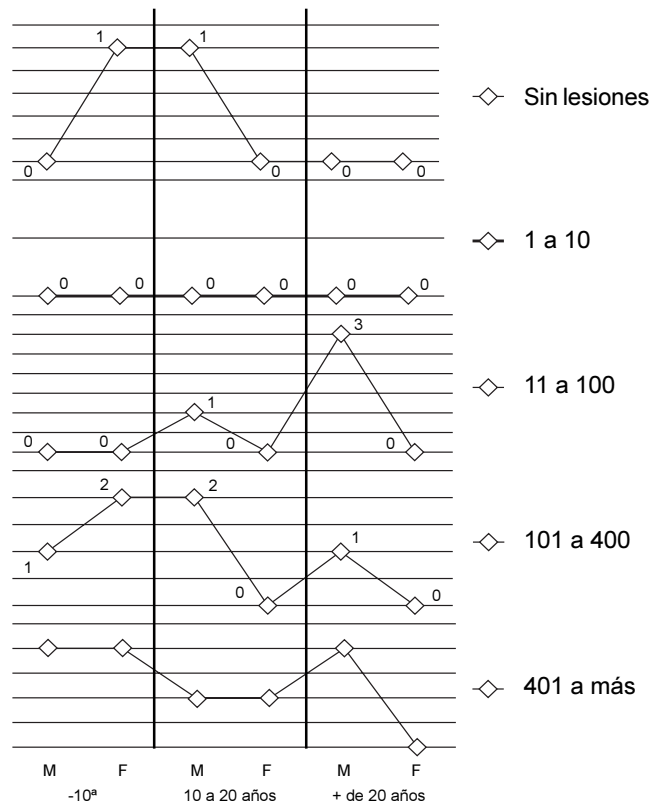 1 1
0 0 0 0
Sin lesiones
0 0 0 0 0 0
1 a 10
3
1
0 0 0 0
11 a 100
2 2
1
1
0 0
101 a 400
401 a más
M F M F M F
-10ª 10 a 20 años + de 20 años